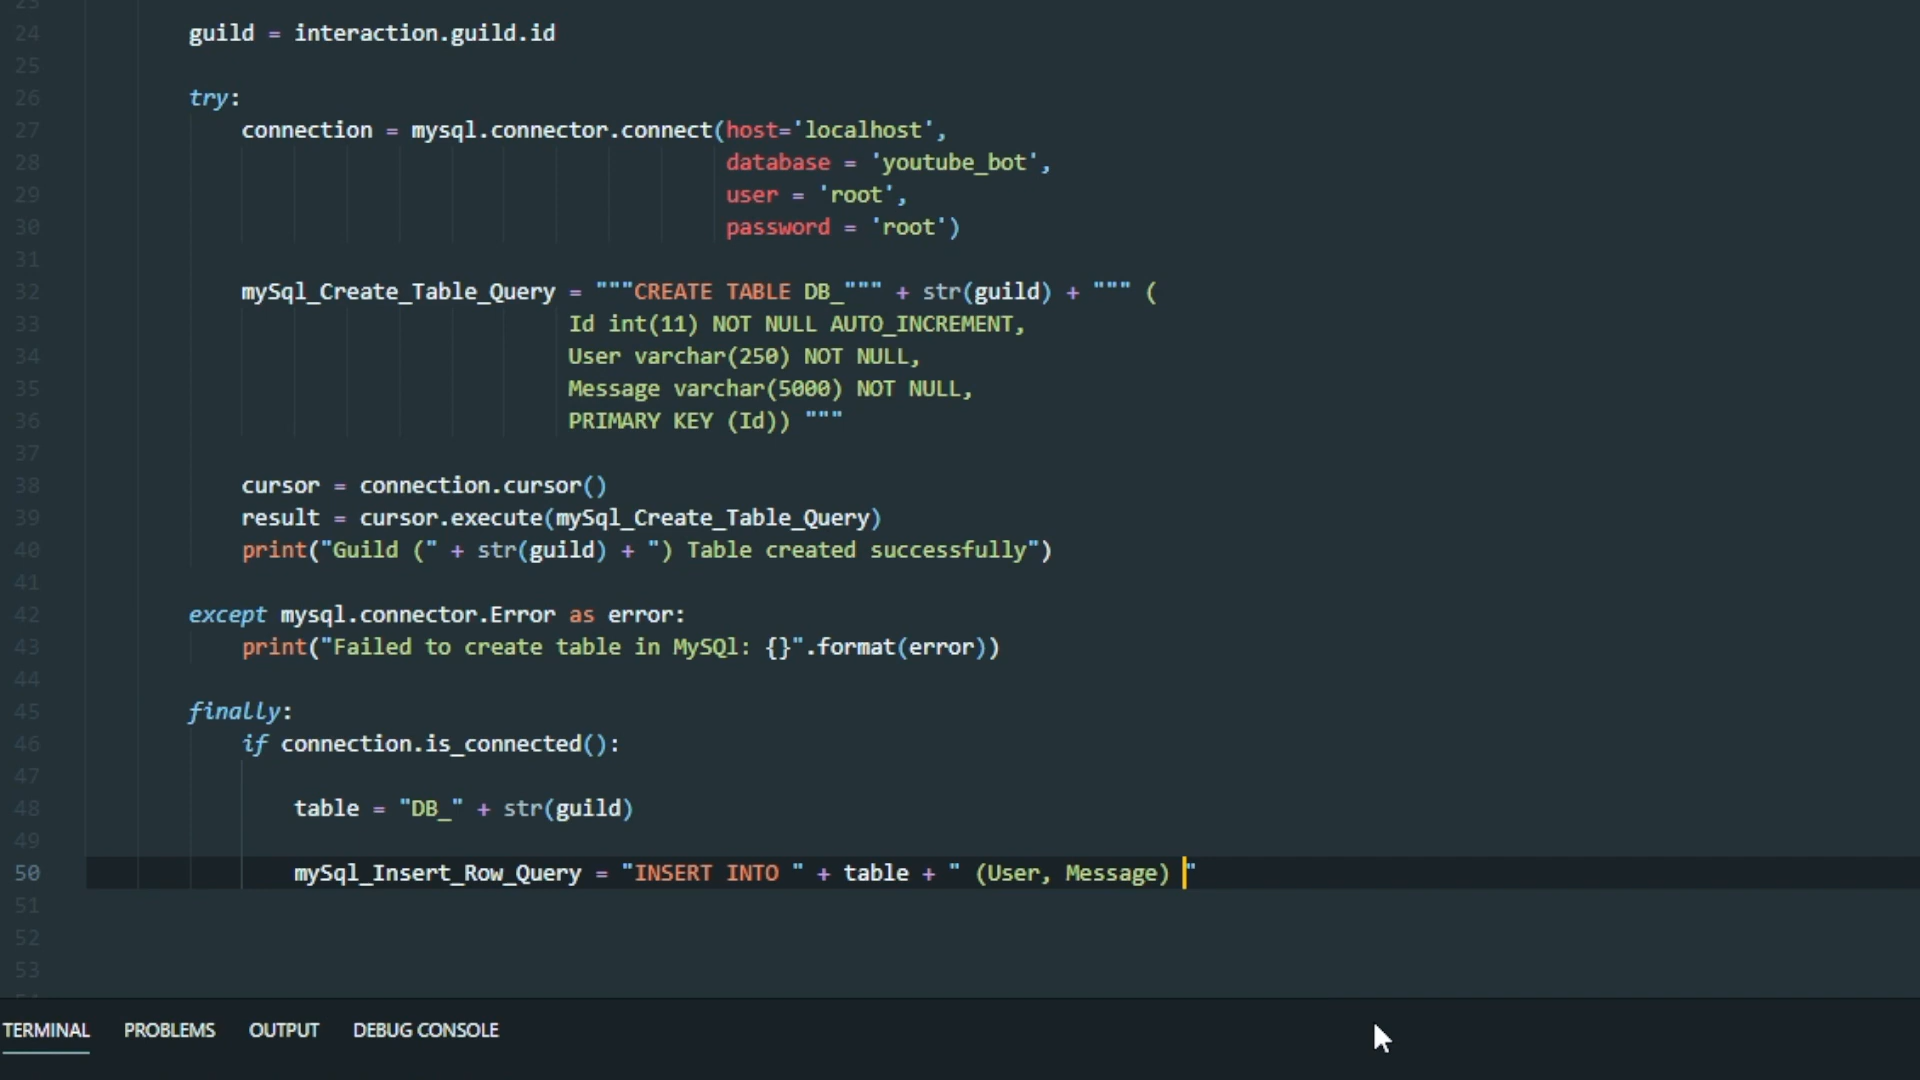 23
24 guild = interaction.guild.id
25
26 try:
27 connection = mysql.connector.connect(host='localhost',
28 database = 'youtube_bot',
29 user = 'root',
30 password = 'root')
31
32 mySql_Create_Table_Query = """CREATE TABLE DB_""" + str(guild) + """ (
33 Id int(11) NOT NULL AUTO_INCREMENT,
34 User varchar(250) NOT NULL,
35 Message varchar(5000) NOT NULL,
36 PRIMARY KEY (Id)) """
37
38 cursor = connection.cursor()
39 result = cursor.execute(mySql_Create_Table_Query)
40 print("Guild (" + str(guild) + ") Table created successfully")
41
42 except mysql.connector.Error as error:
43 print("Failed to create table in MySQl: {}".format(error))
44
45 finally:
46 if connection.is_connected():
47
48 table = "DB_" + str(guild)
49
50 mySql_Insert_Row_Query = "INSERT INTO " + table + " (User, Message) "
51
52
53
TERMINAL PROBLEMS OUTPUT DEBUG CONSOLE